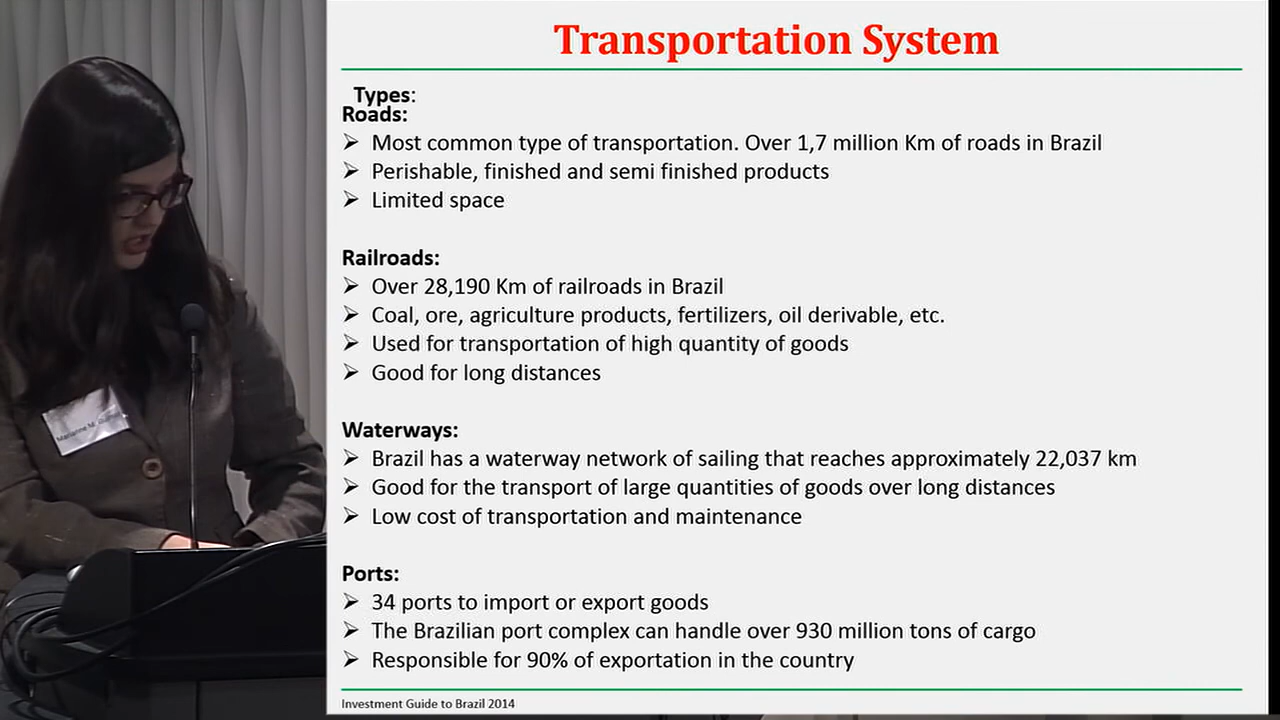 Transportation System
Types:
Roads:
➢ Most common type of transportation. Over 1,7 million Km of roads in Brazil
➢ Perishable, finished and semi finished products
➢ Limited space
Railroads:
➢ Over 28,190 Km of railroads in Brazil
➢ Coal, ore, agriculture products, fertilizers, oil derivable, etc.
➢ Used for transportation of high quantity of goods
➢ Good for long distances
Waterways:
➢ Brazil has a waterway network of sailing that reaches approximately 22,037 km
➢ Good for the transport of large quantities of goods over long distances
➢ Low cost of transportation and maintenance
Ports:
➢ 34 ports to import or export goods
➢ The Brazilian port complex can handle over 930 million tons of cargo
➢ Responsible for 90% of exportation in the country
Investment Guide to Brazil 2014
Marianne M.